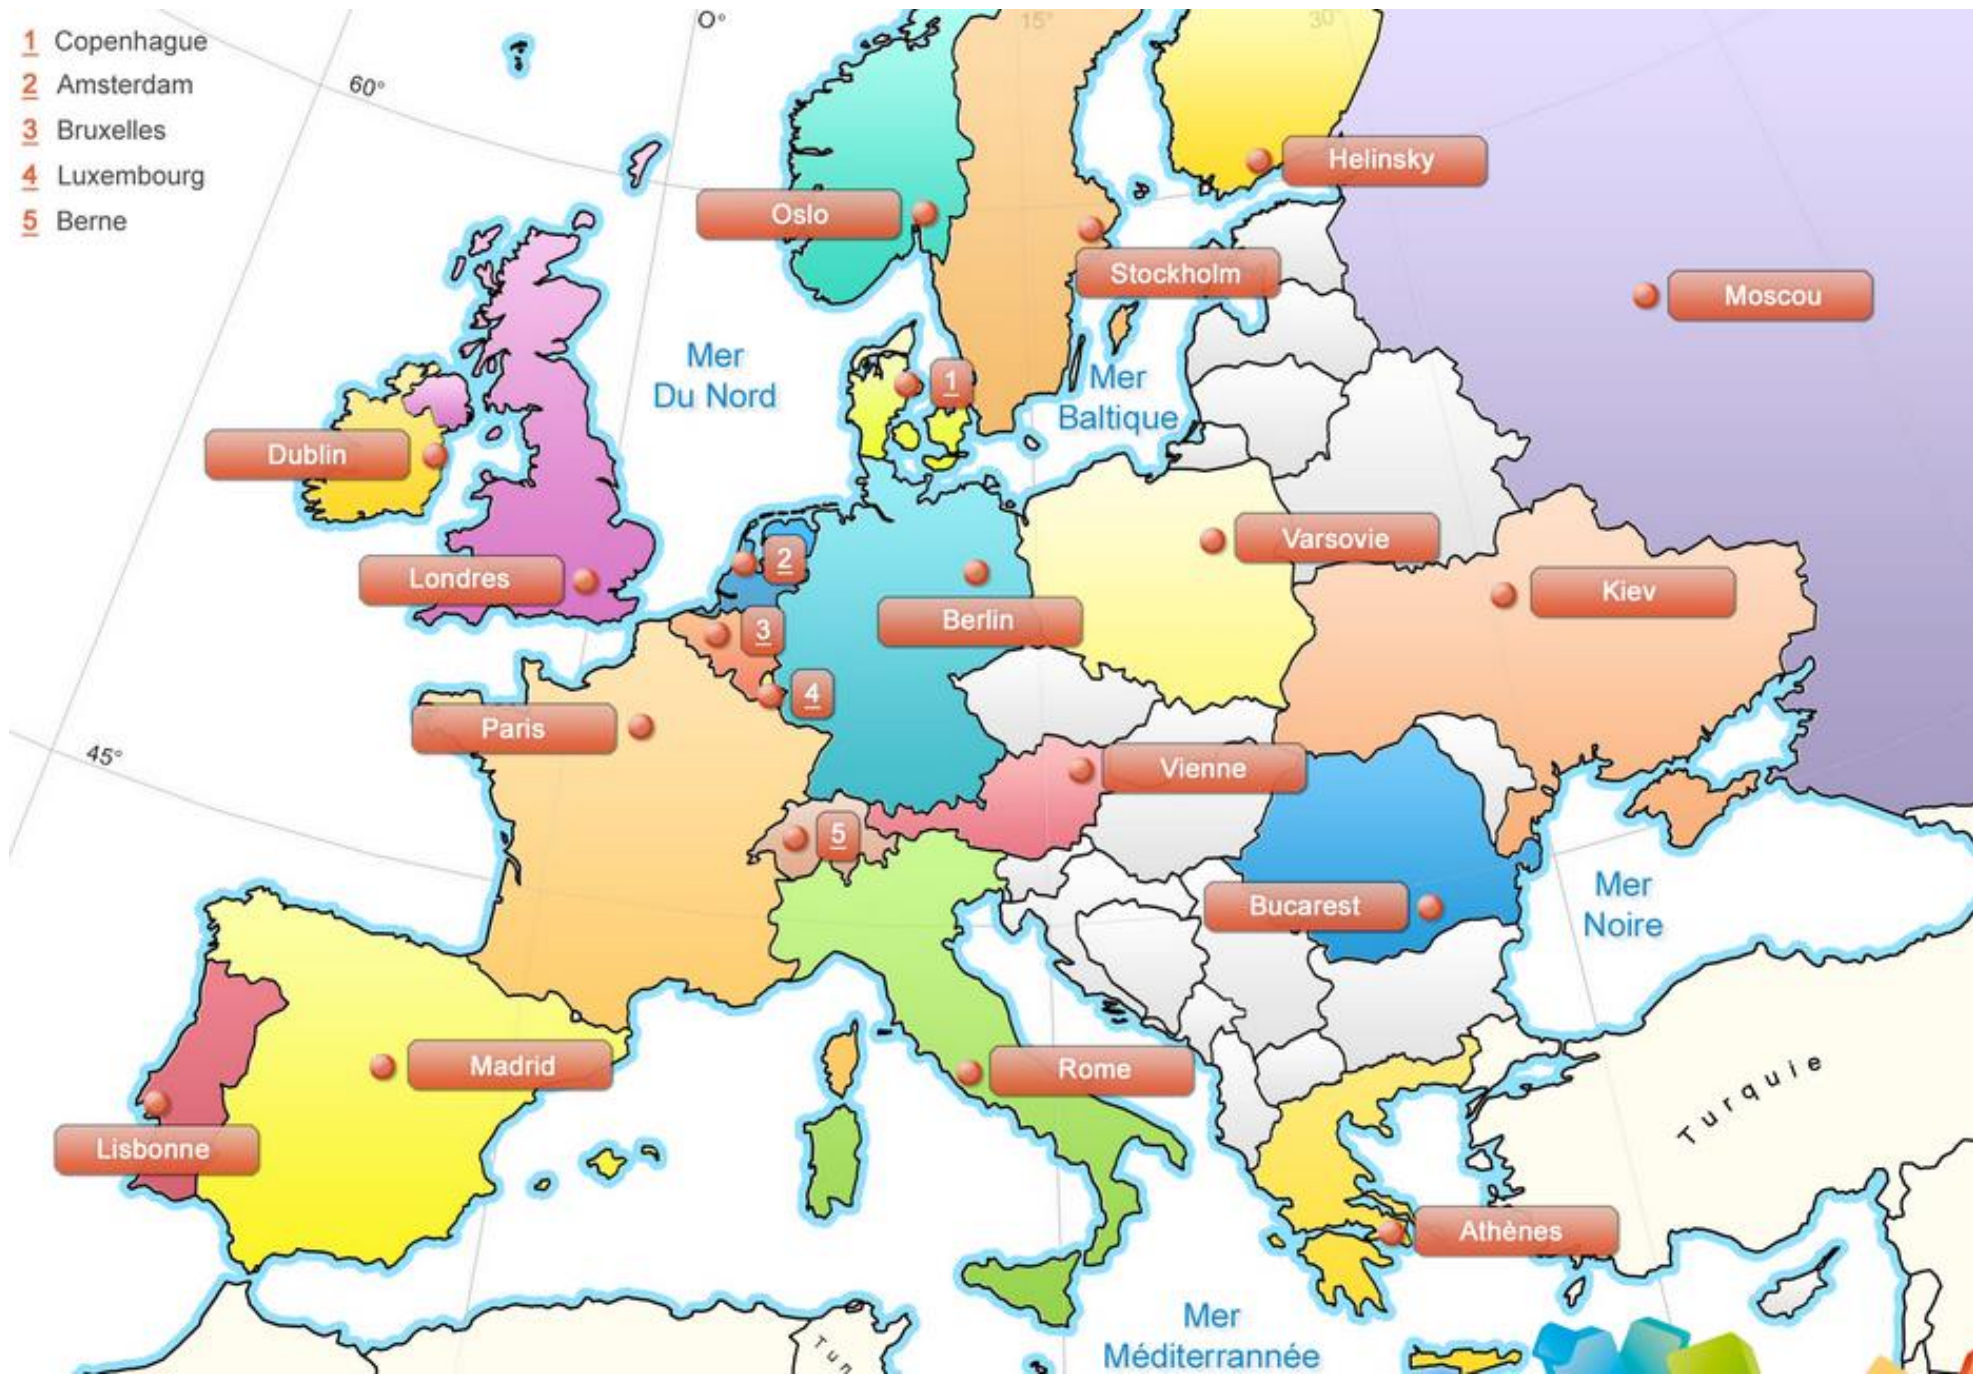 1 Copenhague
2 Amsterdam
3 Bruxelles
4 Luxembourg
5 Berne
0°
15°
30°
60°
Helinsky
Oslo
Stockholm
Moscou
Mer
Du Nord
1
Mer
Baltique
Dublin
Varsovie
2
Londres
Kiev
Berlin
3
4
Paris
45°
Vienne
5
Bucarest
Mer
Noire
Madrid
Rome
Turquie
Lisbonne
Athènes
Mer
Méditerrannée
Tun